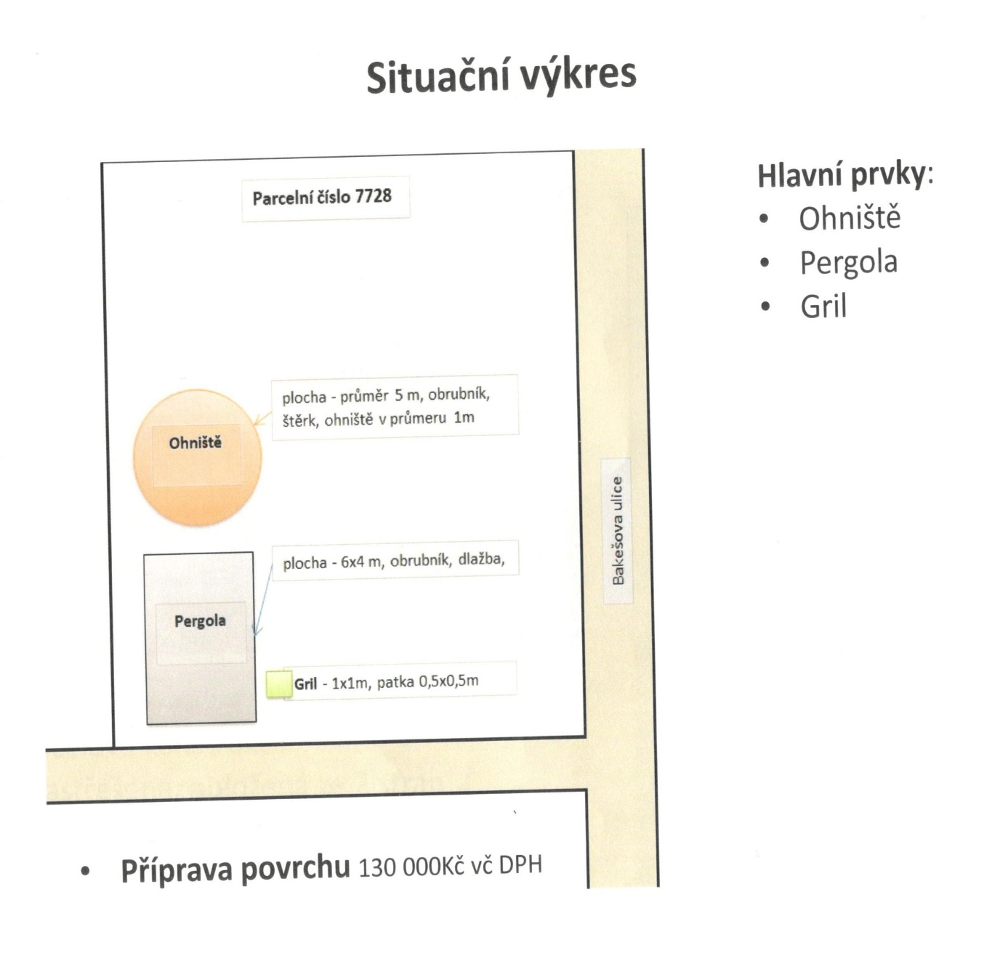 Situační výkres
Parcelní číslo 7728
Hlavní prvky:
• Ohniště
• Pergola
• Gril
plocha - průměr 5 m, obrubník,
štěrk, ohniště v průmeru 1m
Ohniště
plocha - 6x4 m, obrubník, dlažba,
Pergola
Gril - 1x1m, patka 0,5x0,5m
Bakešova ulice
• Příprava povrchu 130 000Kč vč DPH